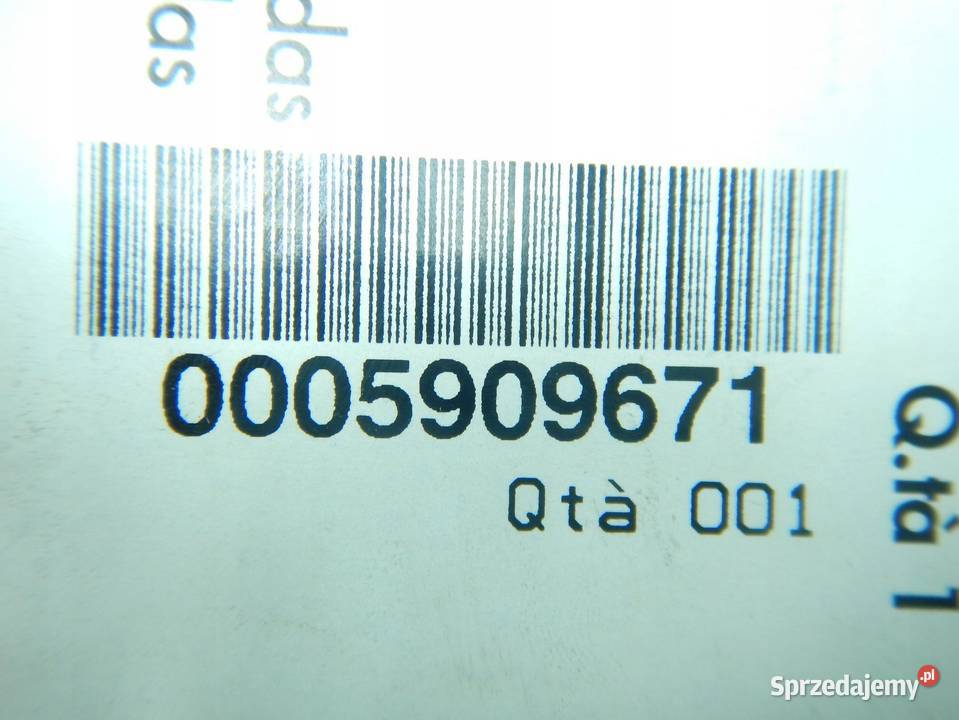 das
das
0005909671
Qtà 001
Q.tà 1
Sprzedajemy.pl